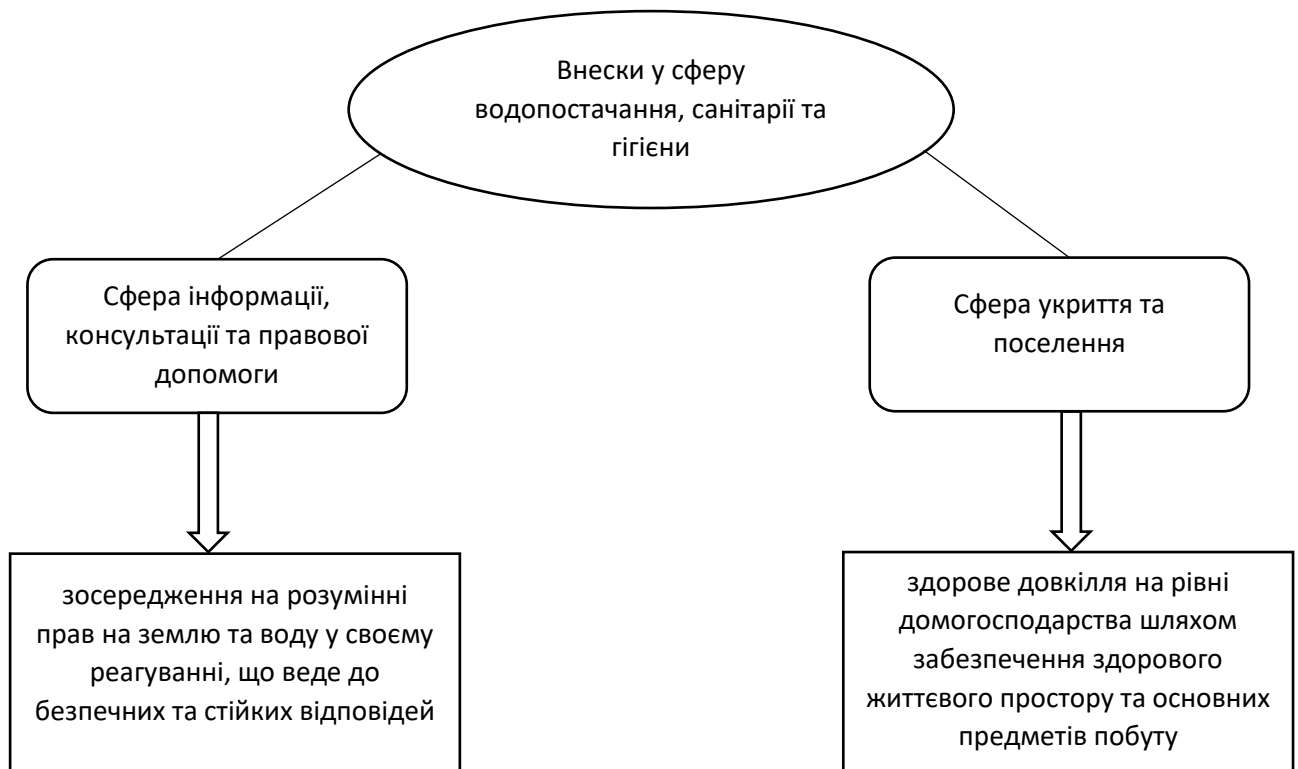 Внески у сферу
водопостачання, санітарії та
гігієни
Сфера інформації,
консультації та правової
допомоги
Сфера укриття та
поселення
зосередження на розумінні
прав на землю та воду у своєму
реагуванні, що веде до
безпечних та стійких відповідей
здорове довкілля на рівні
домогосподарства шляхом
забезпечення здорового
життєвого простору та основних
предметів побуту